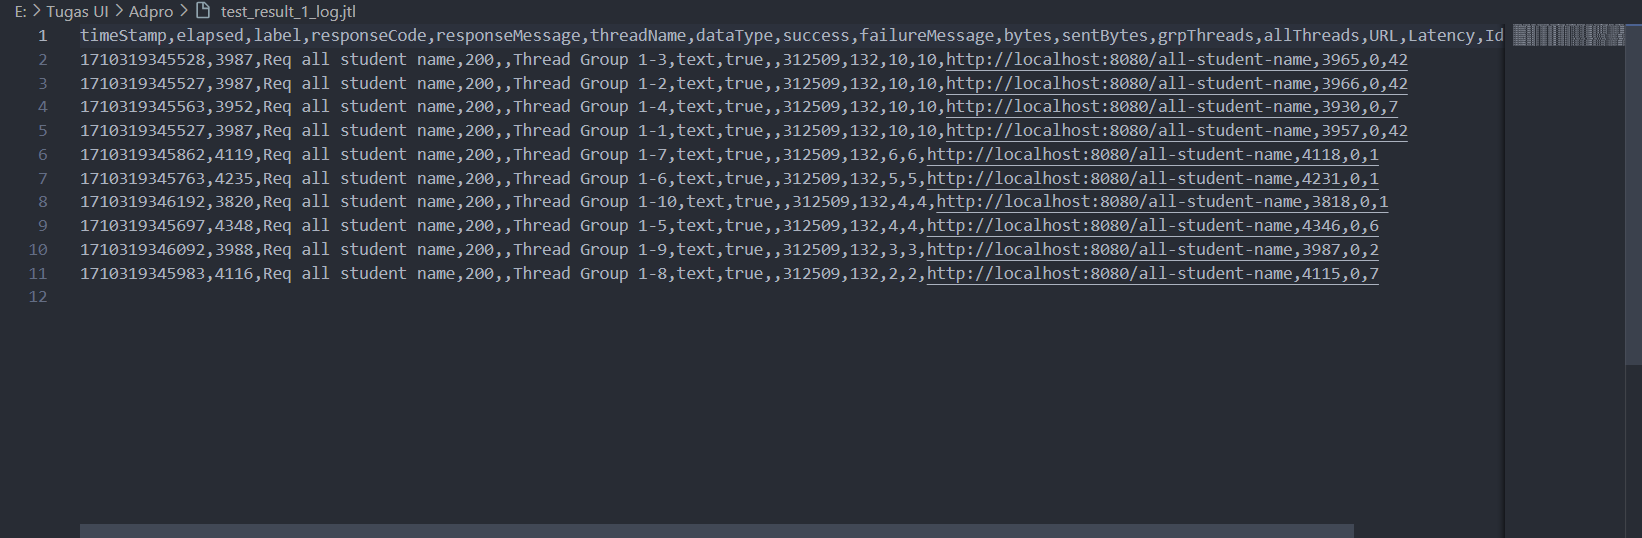 E: > Tugas UI > Adpro > test_result_1_log.jtl
1 timeStamp,elapsed,label,responseCode,responseMessage,threadName,dataType,success,failureMessage,bytes,sentBytes,grpThreads,allThreads,URL,Latency,Id
2 1710319345528,3987,Req all student name,200,,Thread Group 1-3,text,true,,312509,132,10,10,http://localhost:8080/all-student-name,3965,0,42
3 1710319345527,3987,Req all student name,200,,Thread Group 1-2,text,true,,312509,132,10,10,http://localhost:8080/all-student-name,3966,0,42
4 1710319345563,3952,Req all student name,200,,Thread Group 1-4,text,true,,312509,132,10,10,http://localhost:8080/all-student-name,3930,0,7
5 1710319345527,3987,Req all student name,200,,Thread Group 1-1,text,true,,312509,132,10,10,http://localhost:8080/all-student-name,3957,0,42
6 1710319345862,4119,Req all student name,200,,Thread Group 1-7,text,true,,312509,132,6,6,http://localhost:8080/all-student-name,4118,0,1
7 1710319345763,4235,Req all student name,200,,Thread Group 1-6,text,true,,312509,132,5,5,http://localhost:8080/all-student-name,4231,0,1
8 1710319346192,3820,Req all student name,200,,Thread Group 1-10,text,true,,312509,132,4,4,http://localhost:8080/all-student-name,3818,0,1
9 1710319345697,4348,Req all student name,200,,Thread Group 1-5,text,true,,312509,132,4,4,http://localhost:8080/all-student-name,4346,0,6
10 1710319346092,3988,Req all student name,200,,Thread Group 1-9,text,true,,312509,132,3,3,http://localhost:8080/all-student-name,3987,0,2
11 1710319345983,4116,Req all student name,200,,Thread Group 1-8,text,true,,312509,132,2,2,http://localhost:8080/all-student-name,4115,0,7
12